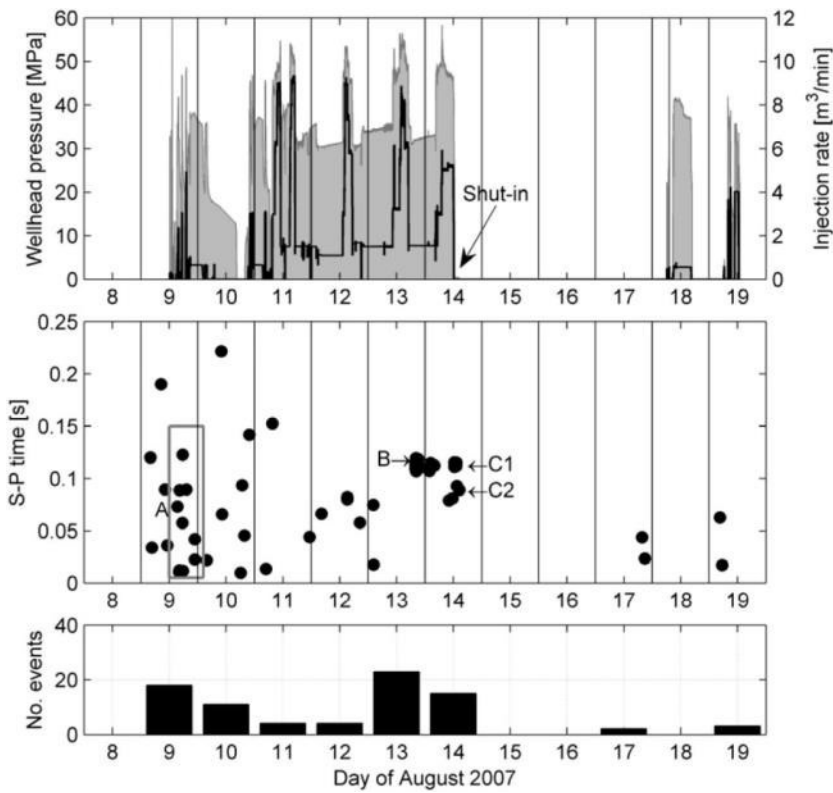 60
50
40
30
20
10
0
Wellhead pressure [MPa]
12
10
8
6
4
2
0
Injection rate [m³/min]
Shut-in
8 9 10 11 12 13 14 15 16 17 18 19
0.25
0.2
0.15
0.1
0.05
0
S-P time [s]
A
B
C1
C2
8 9 10 11 12 13 14 15 16 17 18 19
40
20
0
No. events
8 9 10 11 12 13 14 15 16 17 18 19
Day of August 2007